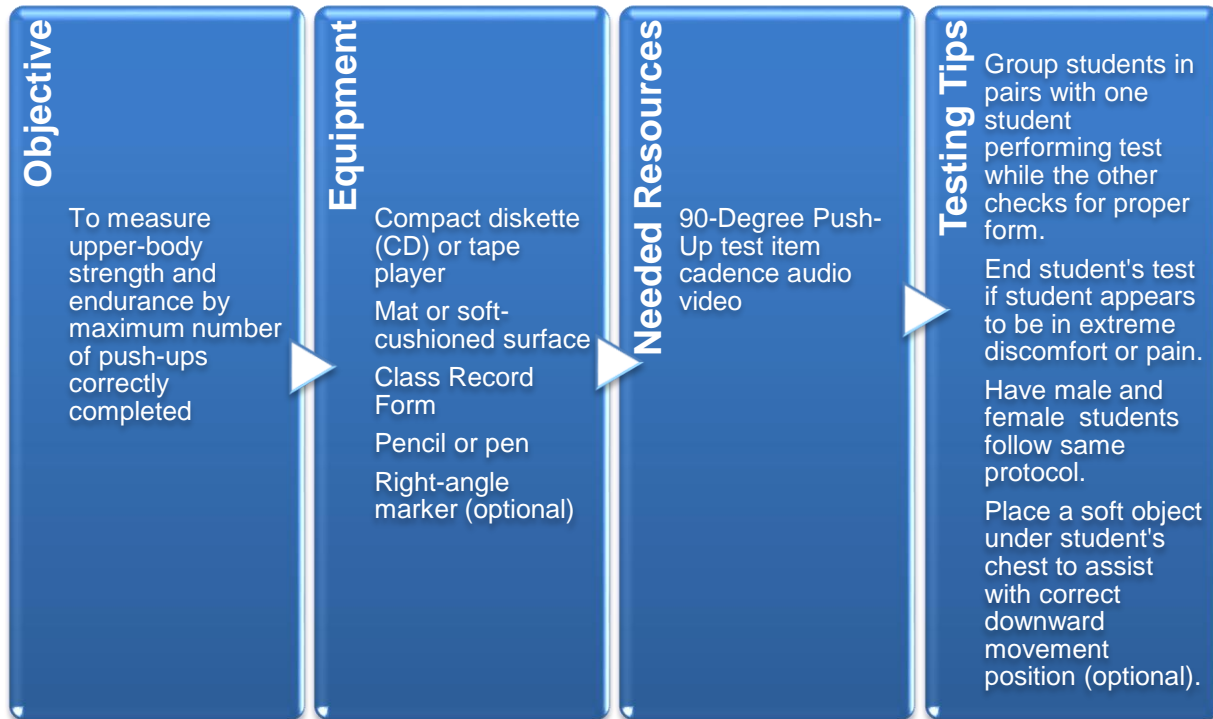 Objective
To measure
upper-body
strength and
endurance by
maximum number
of push-ups
correctly
completed
Equipment
Compact diskette
(CD) or tape
player
Mat or soft-
cushioned surface
Class Record
Form
Pencil or pen
Right-angle
marker (optional)
Needed Resources
90-Degree Push-
Up test item
cadence audio
video
Testing Tips
Group students in
pairs with one
student
performing test
while the other
checks for proper
form.
End student's test
if student appears
to be in extreme
discomfort or pain.
Have male and
female  students
follow same
protocol.
Place a soft object
under student's
chest to assist
with correct
downward
movement
position (optional).